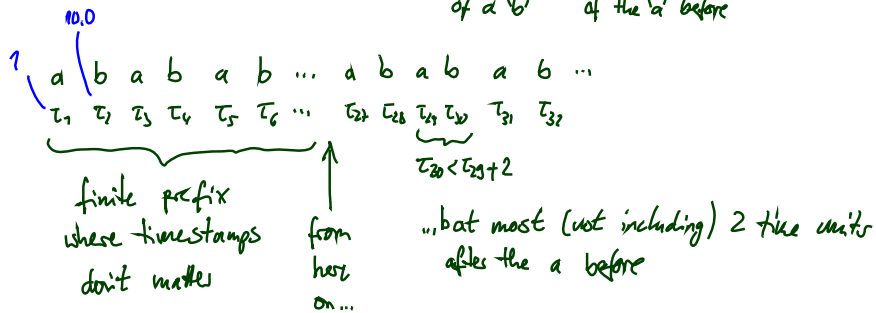 of a 'b' of the 'a' before
10.0
1
a b a b a b ... a b a b a b ...
τ₁ τ₂ τ₃ τ₄ τ₅ τ₆ ... τ₂₇ τ₂₈ τ₂₉ τ₃₀ τ₃₁ τ₃₂
τ₃₀ < τ₂₉ + 2
finite prefix
where timestamps
don't matter
from
here
on...
...b at most (not including) 2 time units
after the a before